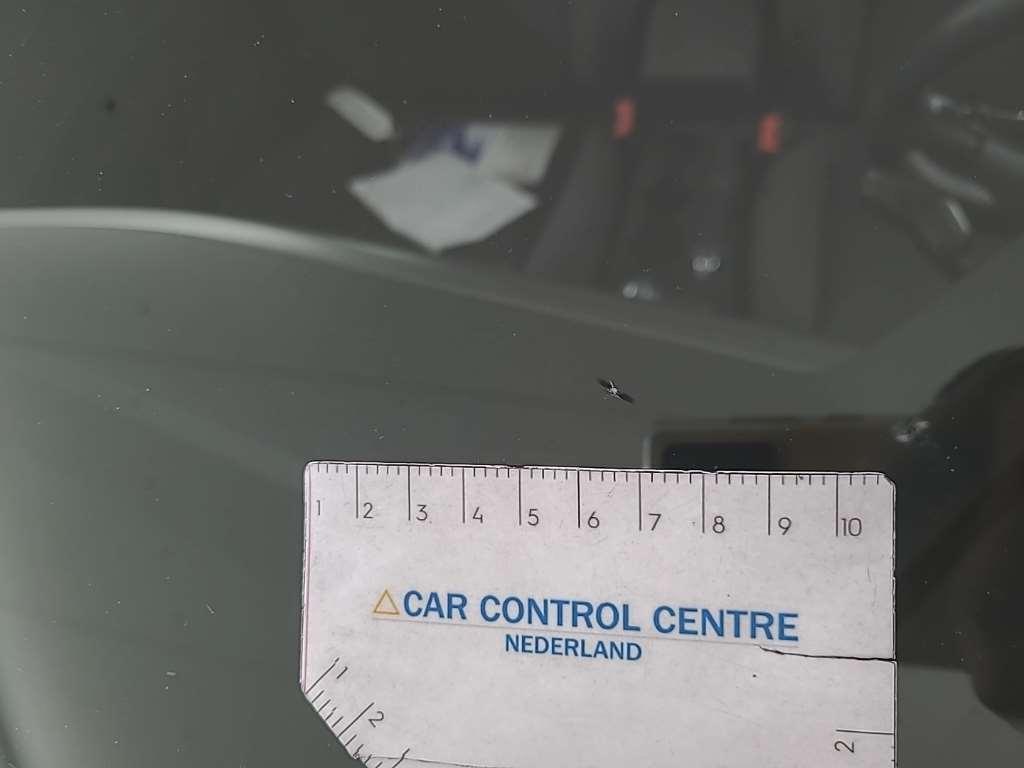 1 2 3 4 5 6 7 8 9 10
CAR CONTROL CENTRE
NEDERLAND
1
2
2